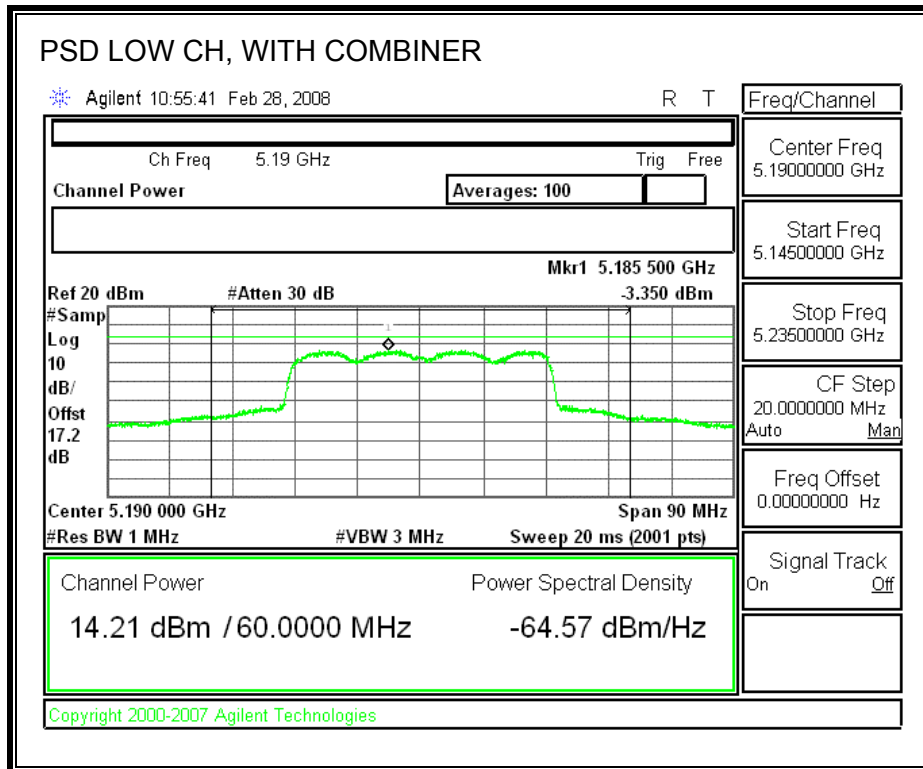 PSD LOW CH, WITH COMBINER
Agilent 10:55:41 Feb 28, 2008 R T
Freq/Channel
Ch Freq 5.19 GHz Trig Free
Channel Power Averages: 100
Center Freq
5.19000000 GHz
Start Freq
5.14500000 GHz
Stop Freq
5.23500000 GHz
CF Step
20.0000000 MHz
Auto Man
Freq Offset
0.00000000 Hz
Signal Track
On Off
Mkr1 5.185 500 GHz
Ref 20 dBm #Atten 30 dB -3.350 dBm
#Samp
Log
10
dB/
Offst
17.2
dB
1
Center 5.190 000 GHz Span 90 MHz
#Res BW 1 MHz #VBW 3 MHz Sweep 20 ms (2001 pts)
Channel Power Power Spectral Density
14.21 dBm / 60.0000 MHz -64.57 dBm/Hz
Copyright 2000-2007 Agilent Technologies